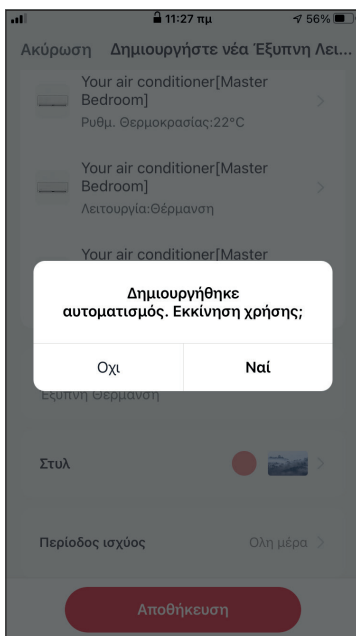 11:27 πμ
56%
Ακύρωση Δημιουργήστε νέα Έξυπνη Λει...
Your air conditioner[Master
Bedroom]
Ρυθμ. Θερμοκρασίας:22°C
Your air conditioner[Master
Bedroom]
Λειτουργία:Θέρμανση
Your air conditioner[Master
Δημιουργήθηκε
αυτοματισμός. Εκκίνηση χρήσης;
Οχι
Ναί
Έξυπνη Θέρμανση
Στυλ
Περίοδος ισχύος
Ολη μέρα
Αποθήκευση